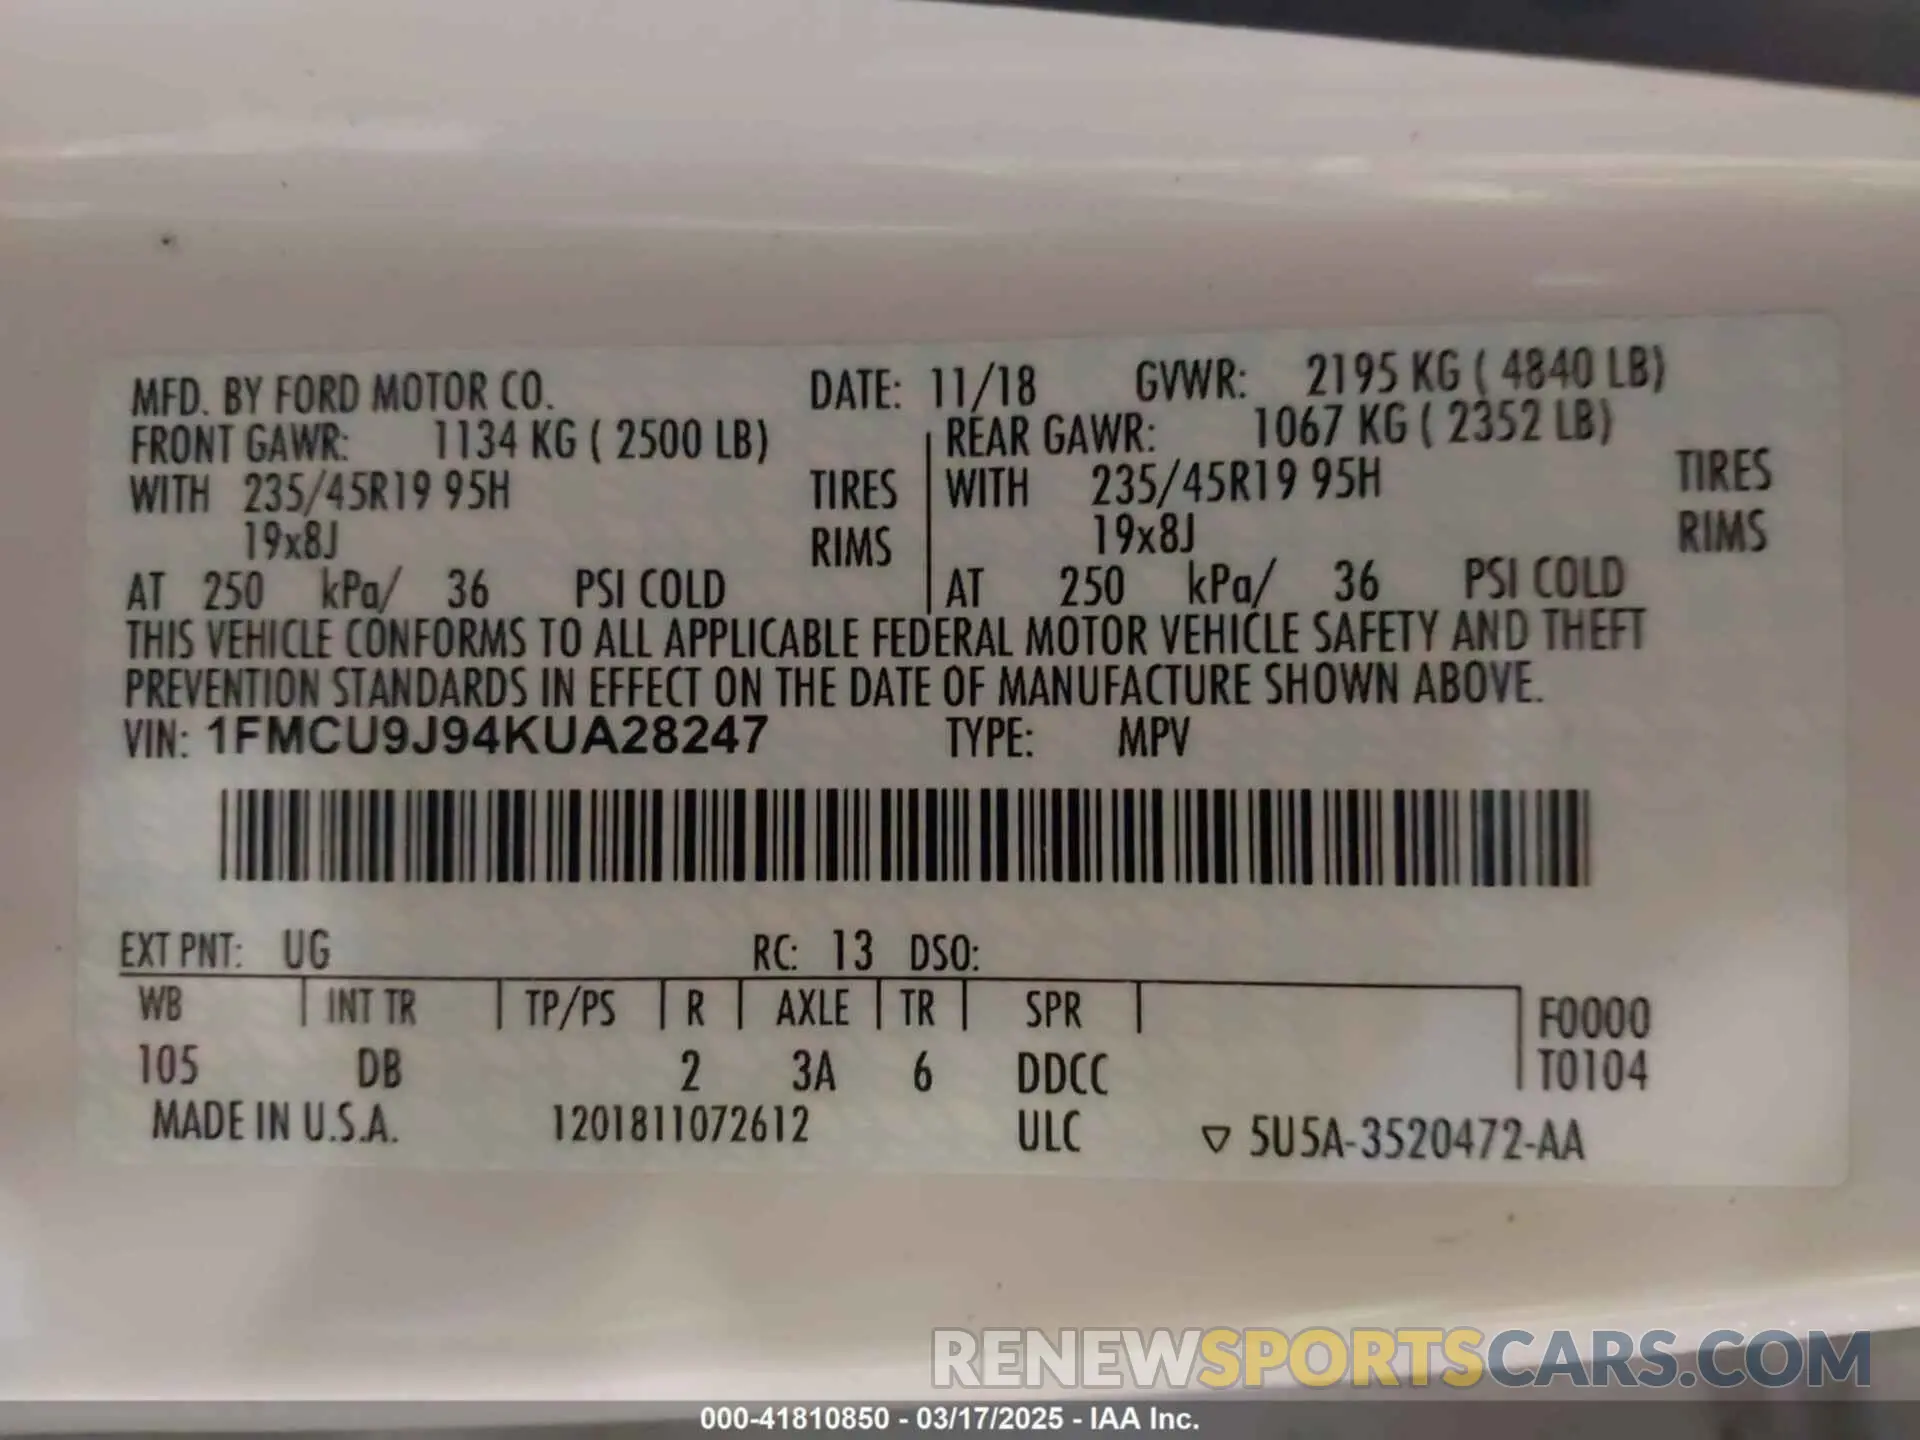 MFD. BY FORD MOTOR CO. DATE: 11/18 GVWR: 2195 KG ( 4840 LB)
FRONT GAWR: 1134 KG ( 2500 LB) REAR GAWR: 1067 KG ( 2352 LB)
WITH 235/45R19 95H TIRES WITH 235/45R19 95H TIRES
19x8J RIMS 19x8J RIMS
AT 250 kPa/ 36 PSI COLD AT 250 kPa/ 36 PSI COLD
THIS VEHICLE CONFORMS TO ALL APPLICABLE FEDERAL MOTOR VEHICLE SAFETY AND THEFT
PREVENTION STANDARDS IN EFFECT ON THE DATE OF MANUFACTURE SHOWN ABOVE.
VIN: 1FMCU9J94KUA28247 TYPE: MPV
EXT PNT: UG RC: 13 DSO:
WB INT TR TP/PS R AXLE TR SPR F0000
105 DB 2 3A 6 DDCC T0104
MADE IN U.S.A. 1201811072612 ULC ▽ 5U5A-3520472-AA
RENEWSPORTSCARS.COM
000-41810850 - 03/17/2025 - IAA Inc.